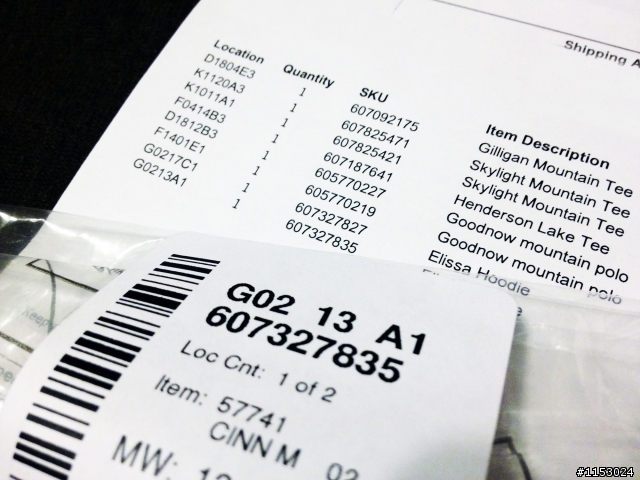 Shipping A
Location Quantity SKU Item Description
D1804E3 1 607092175 Gilligan Mountain Tee
K1120A3 1 607825471 Skylight Mountain Tee
K1011A1 1 607825421 Skylight Mountain Tee
F0414B3 1 607187641 Henderson Lake Tee
D1812B3 1 605770227 Goodnow mountain polo
F1401E1 1 605770219 Goodnow mountain polo
G0217C1 1 607327827 Elissa Hoodie
G0213A1 1 607327835
G02 13 A1
607327835
Loc Cnt: 1 of 2
Item: 57741
CINN M 02
MW:
#1153024